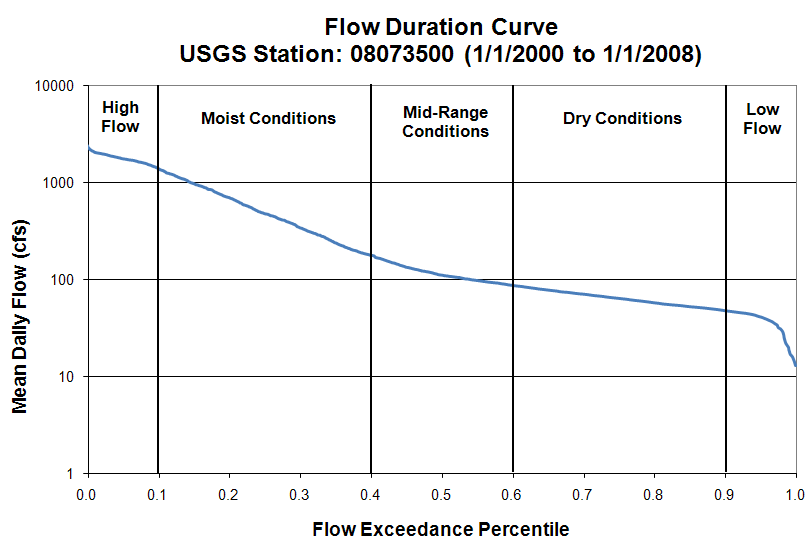 Flow Duration Curve
USGS Station: 08073500 (1/1/2000 to 1/1/2008)
10000
1000
100
10
1
Mean Daily Flow (cfs)
High
Flow
Moist Conditions
Mid-Range
Conditions
Dry Conditions
Low
Flow
0.0 0.1 0.2 0.3 0.4 0.5 0.6 0.7 0.8 0.9 1.0
Flow Exceedance Percentile